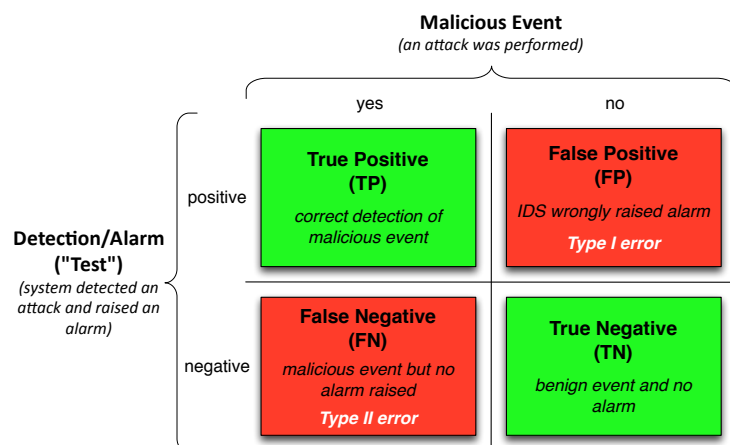 Malicious Event
(an attack was performed)
yes
no
True Positive
(TP)
correct detection of
malicious event
False Positive
(FP)
IDS wrongly raised alarm
Type I error
positive
Detection/Alarm
("Test")
(system detected an
attack and raised an
alarm)
False Negative
(FN)
malicious event but no
alarm raised
Type II error
True Negative
(TN)
benign event and no
alarm
negative